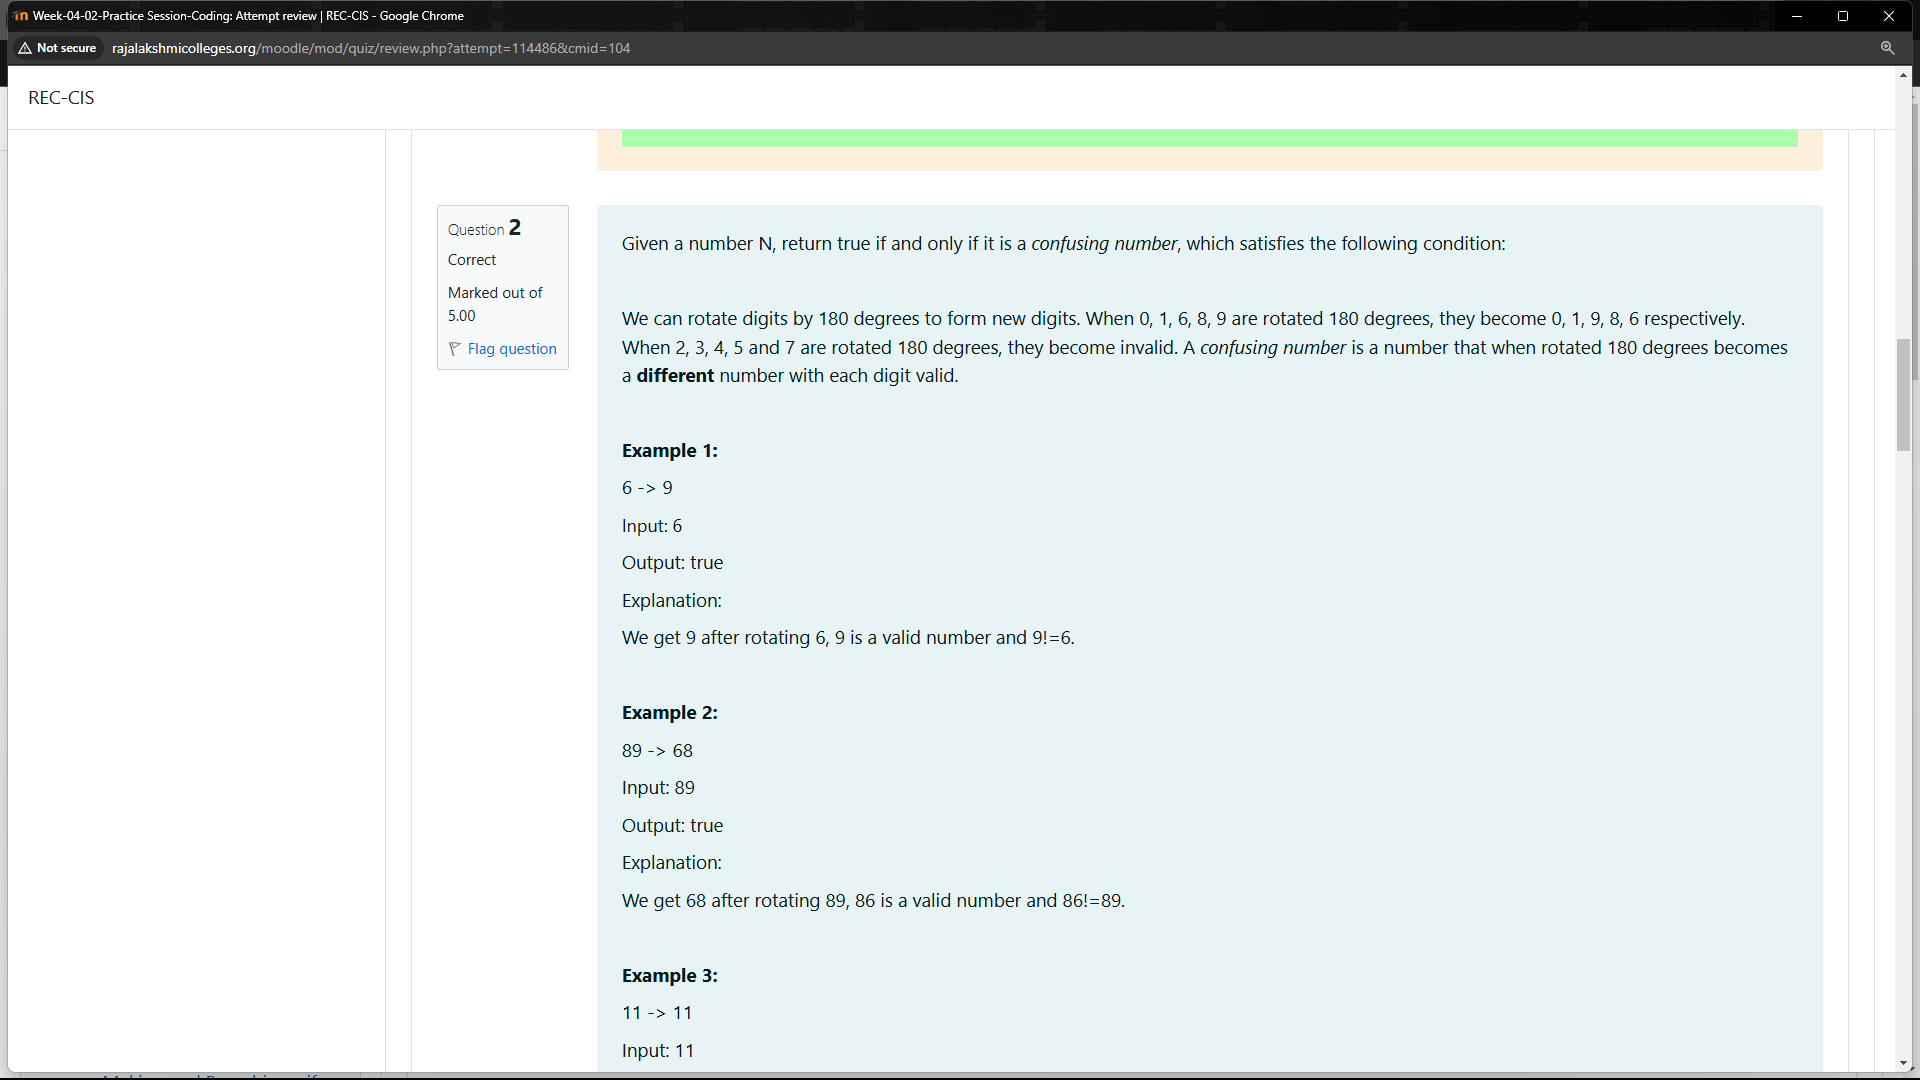 Week-04-02-Practice Session-Coding: Attempt review | REC-CIS - Google Chrome
Not secure rajalakshmicolleges.org/moodle/mod/quiz/review.php?attempt=114486&cmid=104
REC-CIS
Question 2
Correct
Marked out of
5.00
Flag question
Given a number N, return true if and only if it is a confusing number, which satisfies the following condition:
We can rotate digits by 180 degrees to form new digits. When 0, 1, 6, 8, 9 are rotated 180 degrees, they become 0, 1, 9, 8, 6 respectively.
When 2, 3, 4, 5 and 7 are rotated 180 degrees, they become invalid. A confusing number is a number that when rotated 180 degrees becomes
a different number with each digit valid.
Example 1:
6 -> 9
Input: 6
Output: true
Explanation:
We get 9 after rotating 6, 9 is a valid number and 9!=6.
Example 2:
89 -> 68
Input: 89
Output: true
Explanation:
We get 68 after rotating 89, 86 is a valid number and 86!=89.
Example 3:
11 -> 11
Input: 11